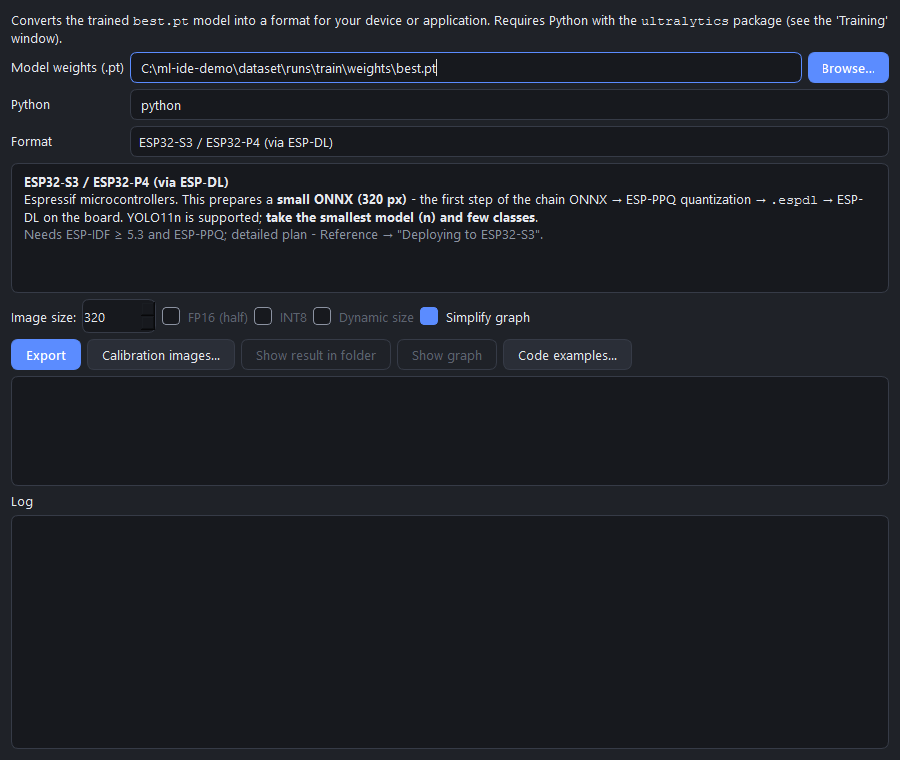 Converts the trained best.pt model into a format for your device or application. Requires Python with the ultralytics package (see the 'Training'
window).
Model weights (.pt) C:\ml-ide-demo\dataset\runs\train\weights\best.pt Browse...
Python python
Format ESP32-S3 / ESP32-P4 (via ESP-DL)
ESP32-S3 / ESP32-P4 (via ESP-DL)
Espressif microcontrollers. This prepares a small ONNX (320 px) - the first step of the chain ONNX → ESP-PPQ quantization → .espdl → ESP-
DL on the board. YOLO11n is supported; take the smallest model (n) and few classes.
Needs ESP-IDF ≥ 5.3 and ESP-PPQ; detailed plan - Reference → "Deploying to ESP32-S3".
Image size: 320 FP16 (half) INT8 Dynamic size Simplify graph
Export Calibration images... Show result in folder Show graph Code examples...
Log